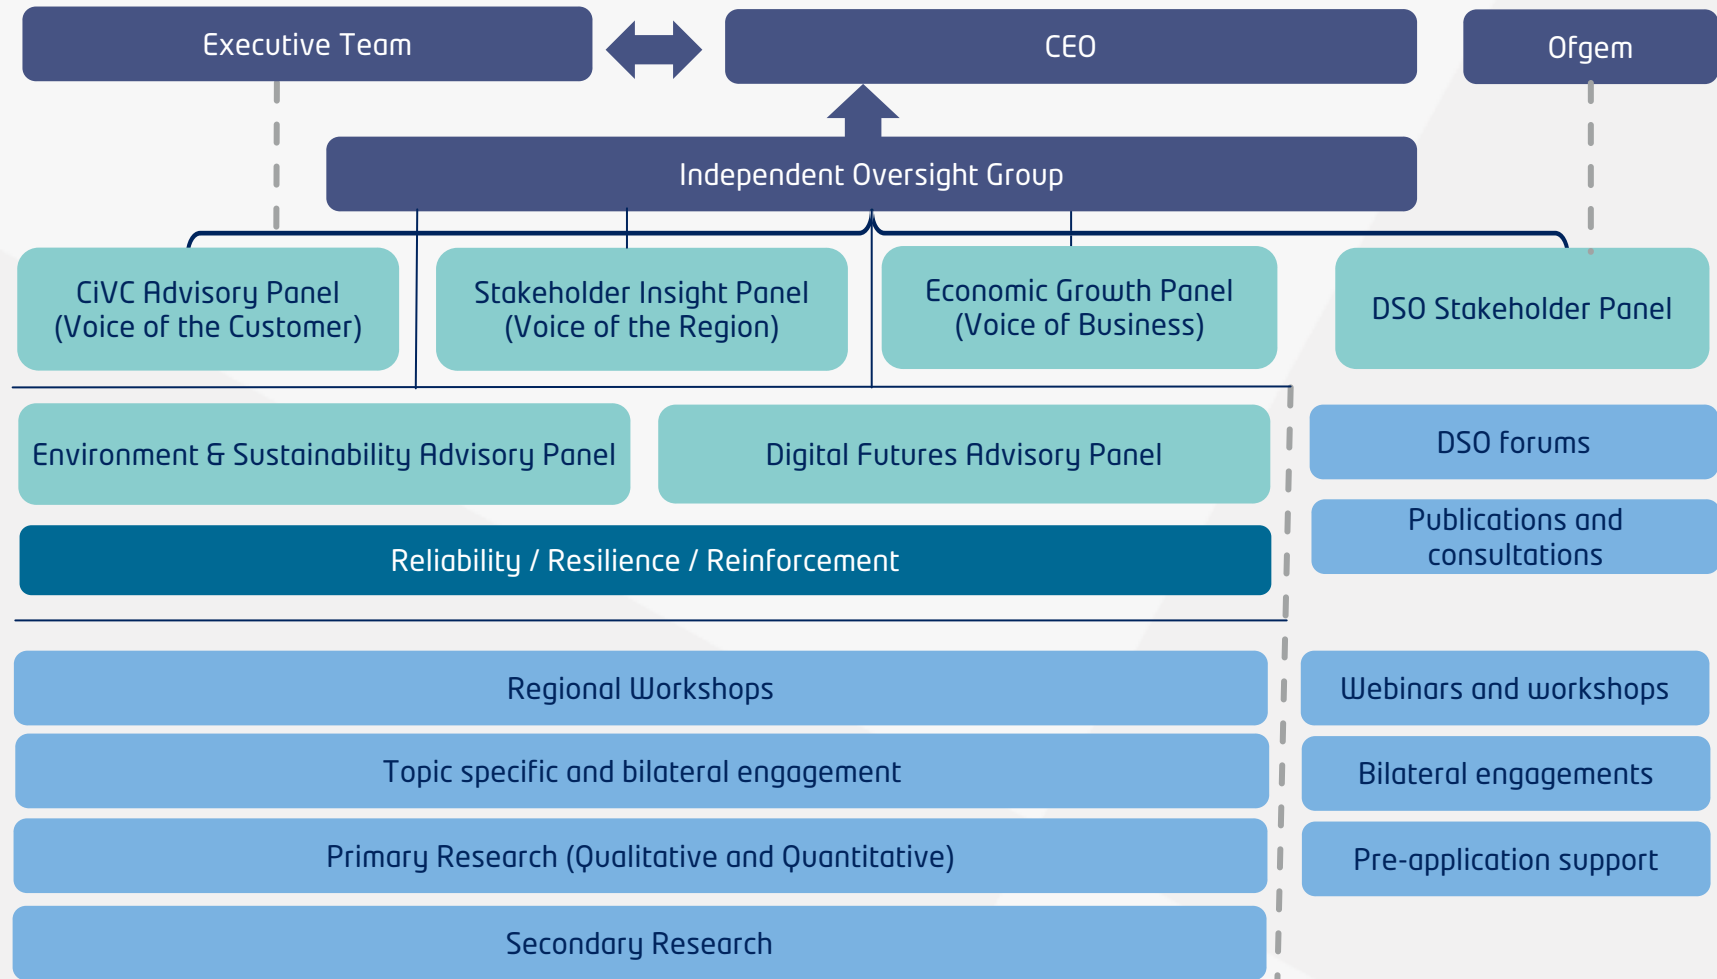 Executive Team
CEO
Ofgem
Independent Oversight Group
CiVC Advisory Panel
(Voice of the Customer)
Stakeholder Insight Panel
(Voice of the Region)
Economic Growth Panel
(Voice of Business)
DSO Stakeholder Panel
Environment & Sustainability Advisory Panel
Digital Futures Advisory Panel
DSO forums
Publications and
consultations
Reliability / Resilience / Reinforcement
Regional Workshops
Webinars and workshops
Topic specific and bilateral engagement
Bilateral engagements
Primary Research (Qualitative and Quantitative)
Pre-application support
Secondary Research